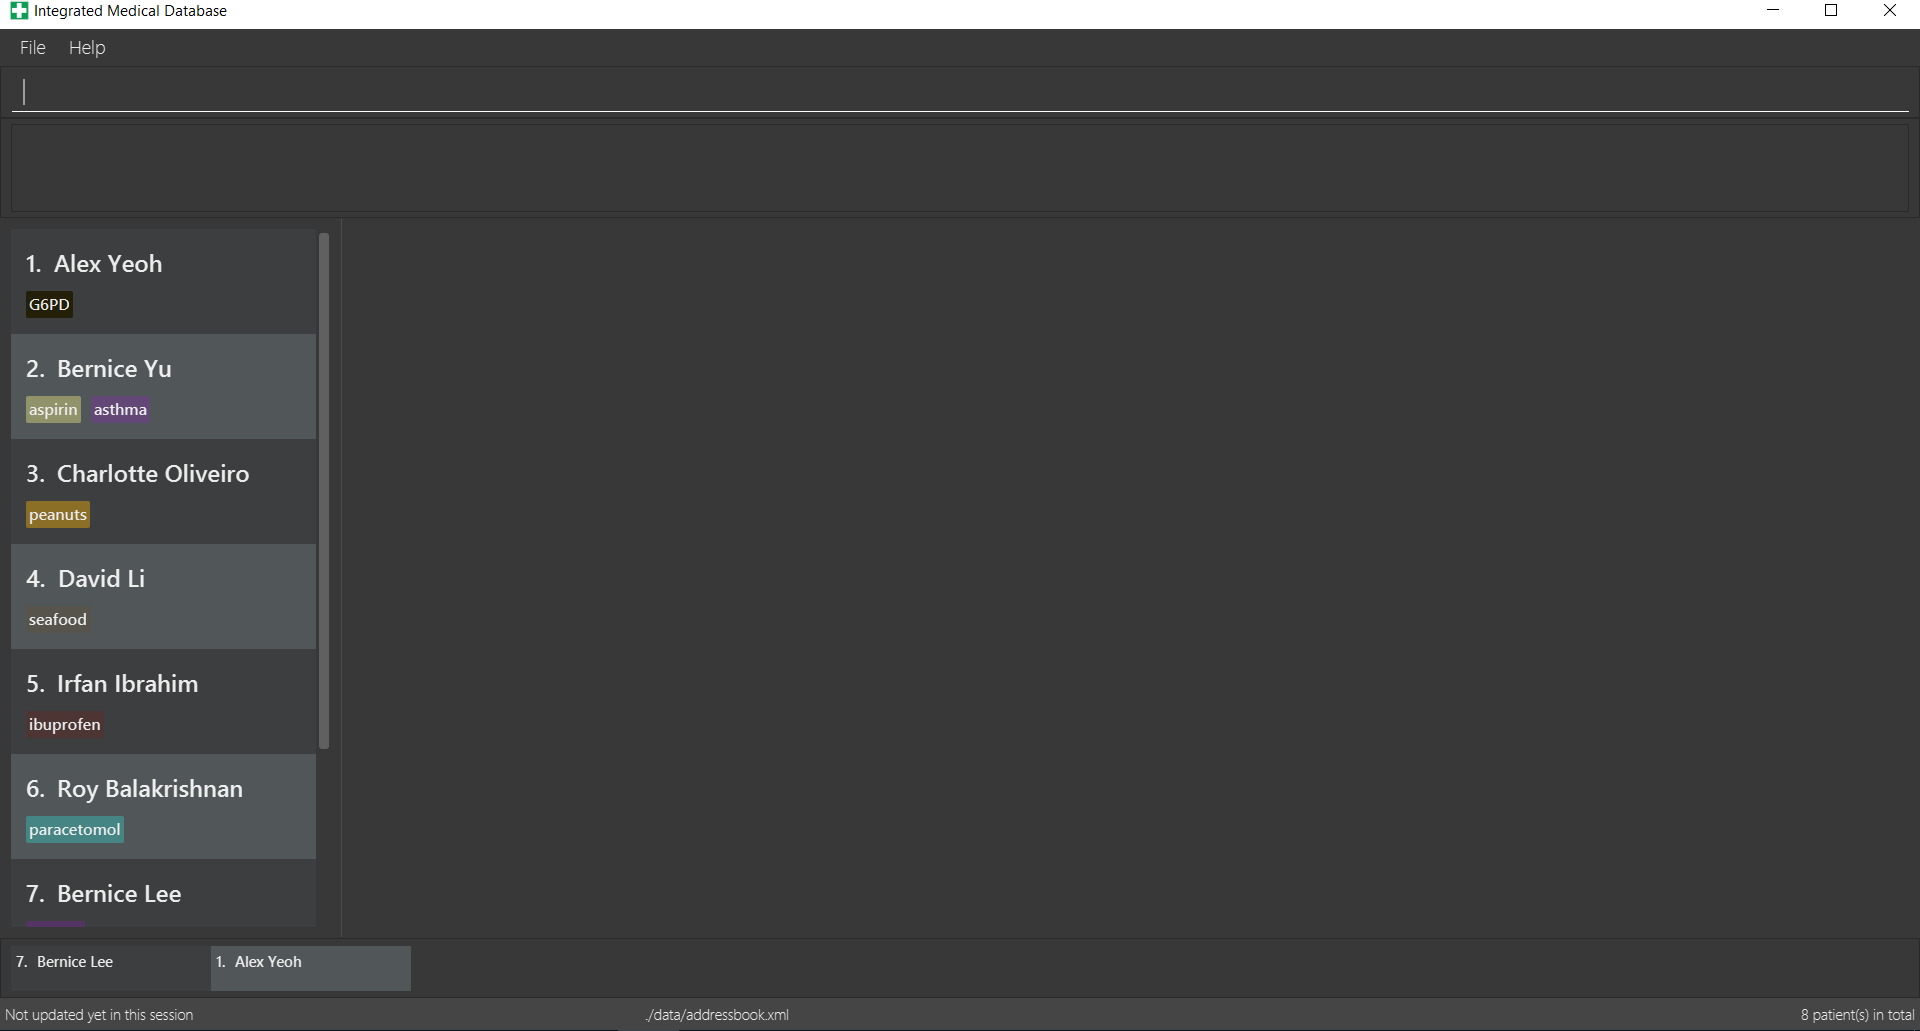 Integrated Medical Database
File Help
1. Alex Yeoh
G6PD
2. Bernice Yu
aspirin asthma
3. Charlotte Oliveiro
peanuts
4. David Li
seafood
5. Irfan Ibrahim
ibuprofen
6. Roy Balakrishnan
paracetomol
7. Bernice Lee
7. Bernice Lee 1. Alex Yeoh
Not updated yet in this session ./data/addressbook.xml 8 patient(s) in total